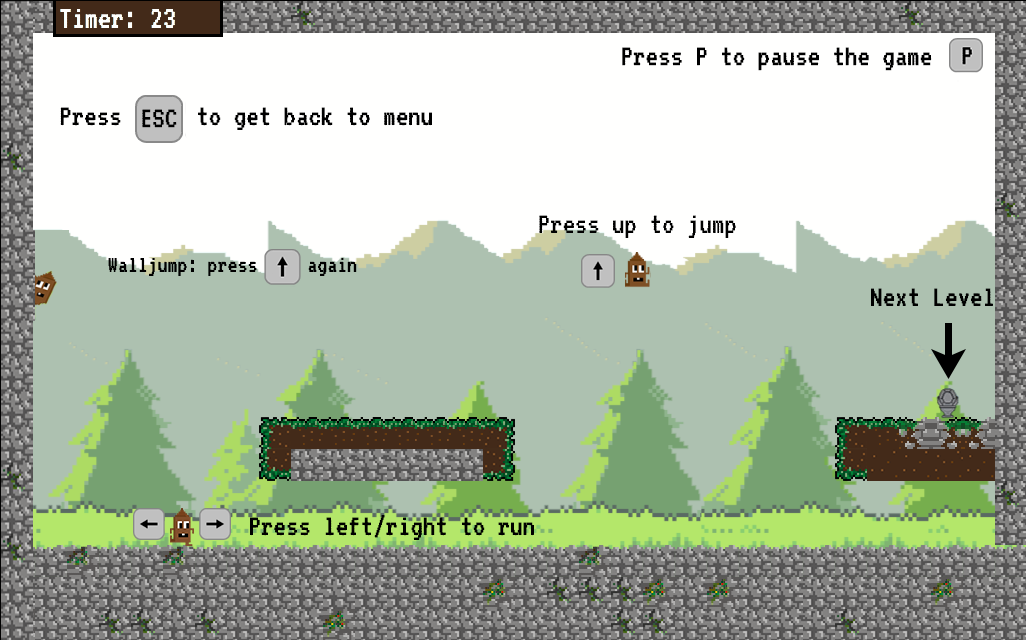 Timer: 23
Press P to pause the game P
Press ESC to get back to menu
Press up to jump
Walljump: press ↑ again
↑
Next Level
← → Press left/right to run